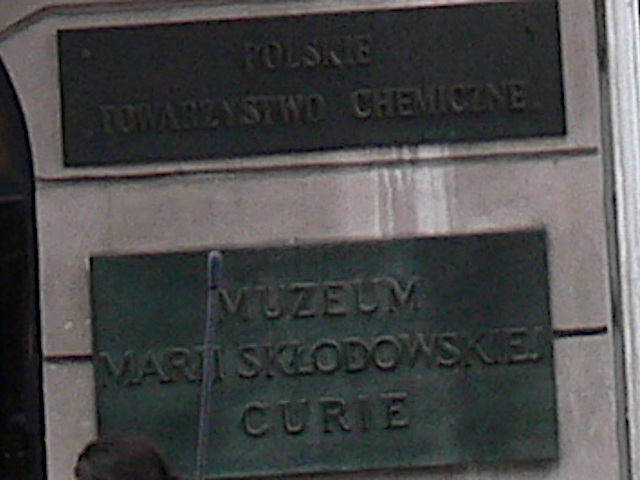 POLSKIE
TOWARZYSTWO CHEMICZNE
MUZEUM
MARII SKŁODOWSKIEJ
CURIE